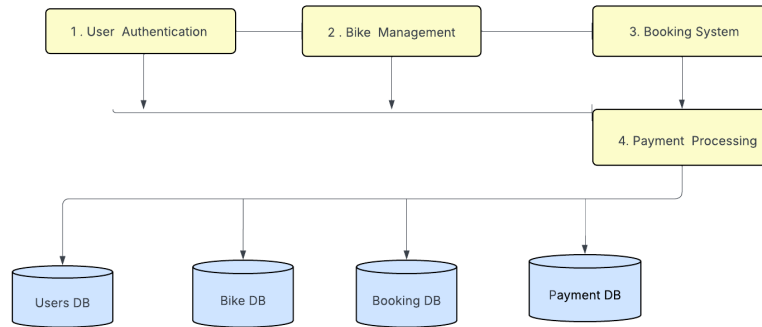 1 . User Authentication
2 . Bike Management
3. Booking System
4. Payment Processing
Users DB
Bike DB
Booking DB
Payment DB